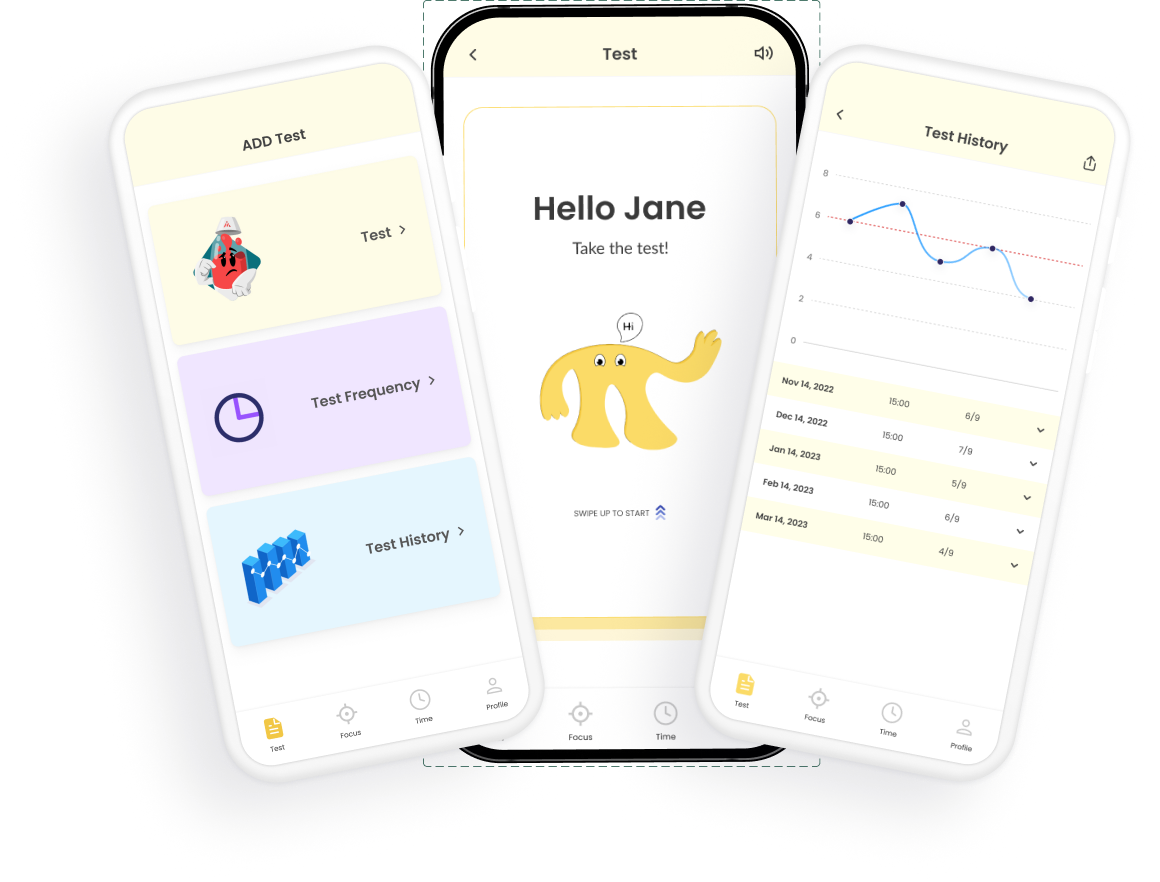 ADD Test
Test
Test Frequency
Test History
Test
Focus
Time
Profile
Test
Hello Jane
Take the test!
Hi
SWIPE UP TO START
Focus
Time
Test History
8
6
4
2
0
Nov 14, 2022 15:00 6/9
Dec 14, 2022 15:00 7/9
Jan 14, 2023 15:00 5/9
Feb 14, 2023 15:00 6/9
Mar 14, 2023 15:00 4/9
Test
Focus
Time
Profile